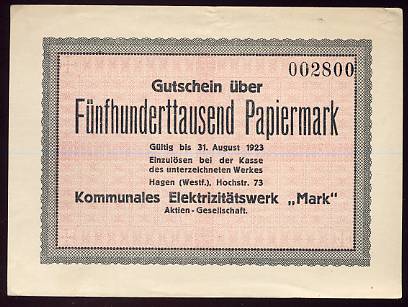 002800
Gutschein über
Fünfhunderttausend Papiermark
Gültig bis 31. August 1923
Einzulösen bei der Kasse
des unterzeichneten Werkes
Hagen (Westf.), Hochstr. 73
Kommunales Elektrizitätswerk „Mark"
Aktien-Gesellschaft.